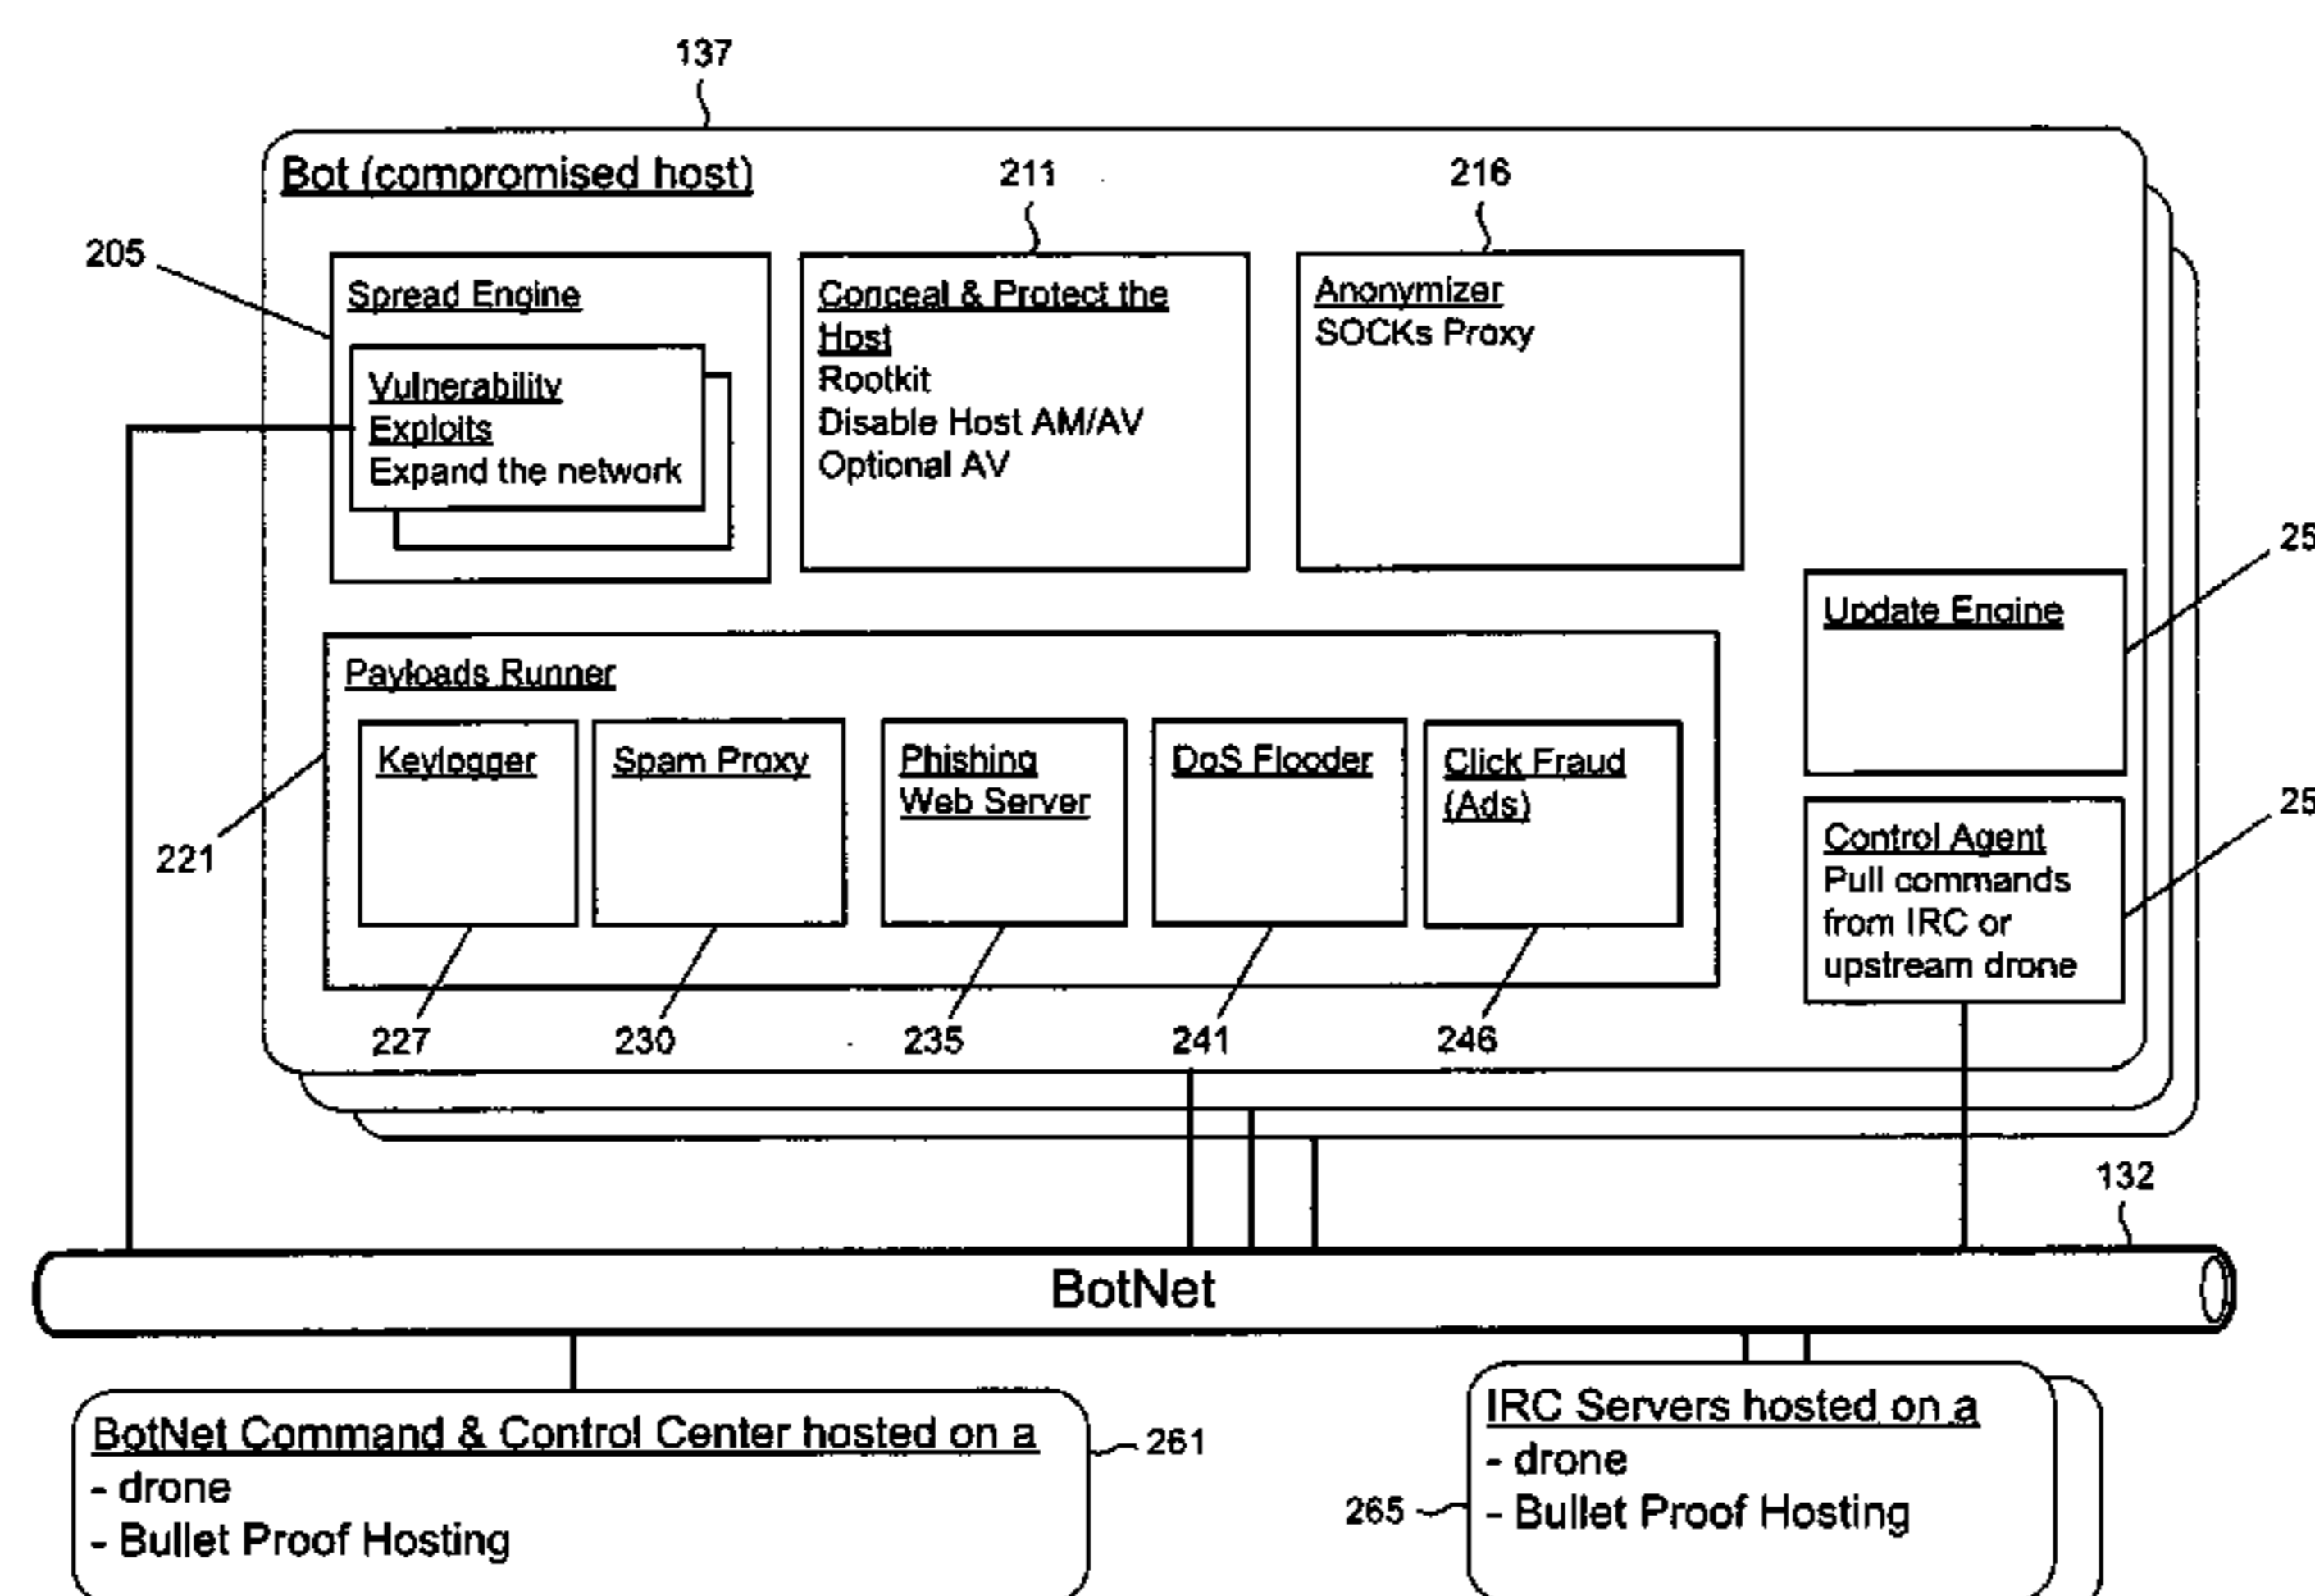 137
Bot (compromised host)
211
216
205
Spread Engine
Vulnerability
Exploits
Expand the network
Conceal & Protect the
Host
Rootkit
Disable Host AM/AV
Optional AV
Anonymizer
SOCKs Proxy
25
Update Engine
Payloads Runner
Keylogger
Spam Proxy
Phishing
Web Server
DoS Flooder
Click Fraud
(Ads)
25
Control Agent
Pull commands
from IRC or
upstream drone
221
227
230
235
241
246
132
BotNet
BotNet Command & Control Center hosted on a
- drone
- Bullet Proof Hosting
261
IRC Servers hosted on a
- drone
- Bullet Proof Hosting
265